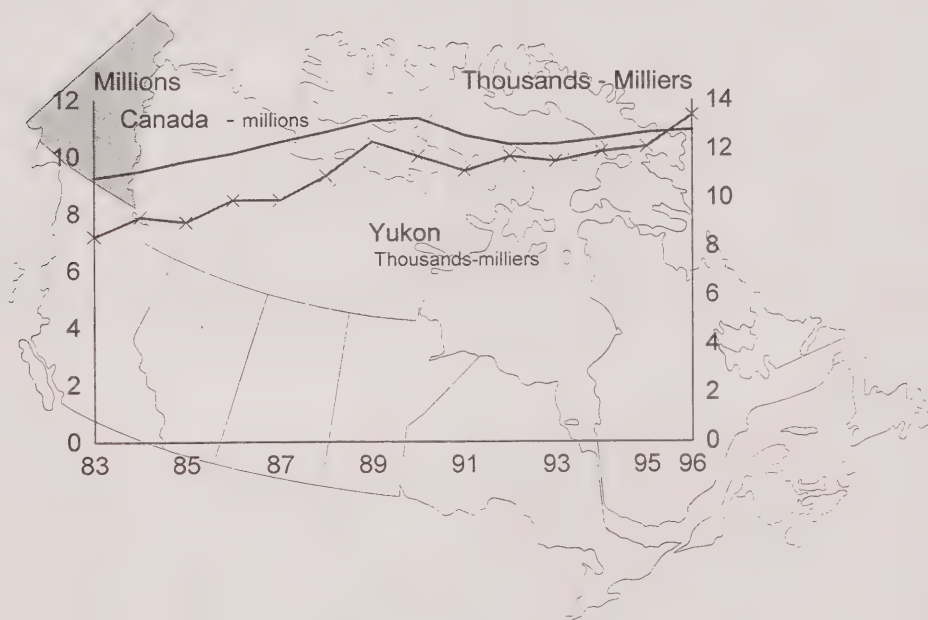 Millions
Thousands - Milliers
12
14
Canada - millions
12
10
10
8
Yukon
8
Thousands-milliers
6
6
4
4
2
2
0
0
83 85 87 89 91 93 95 96